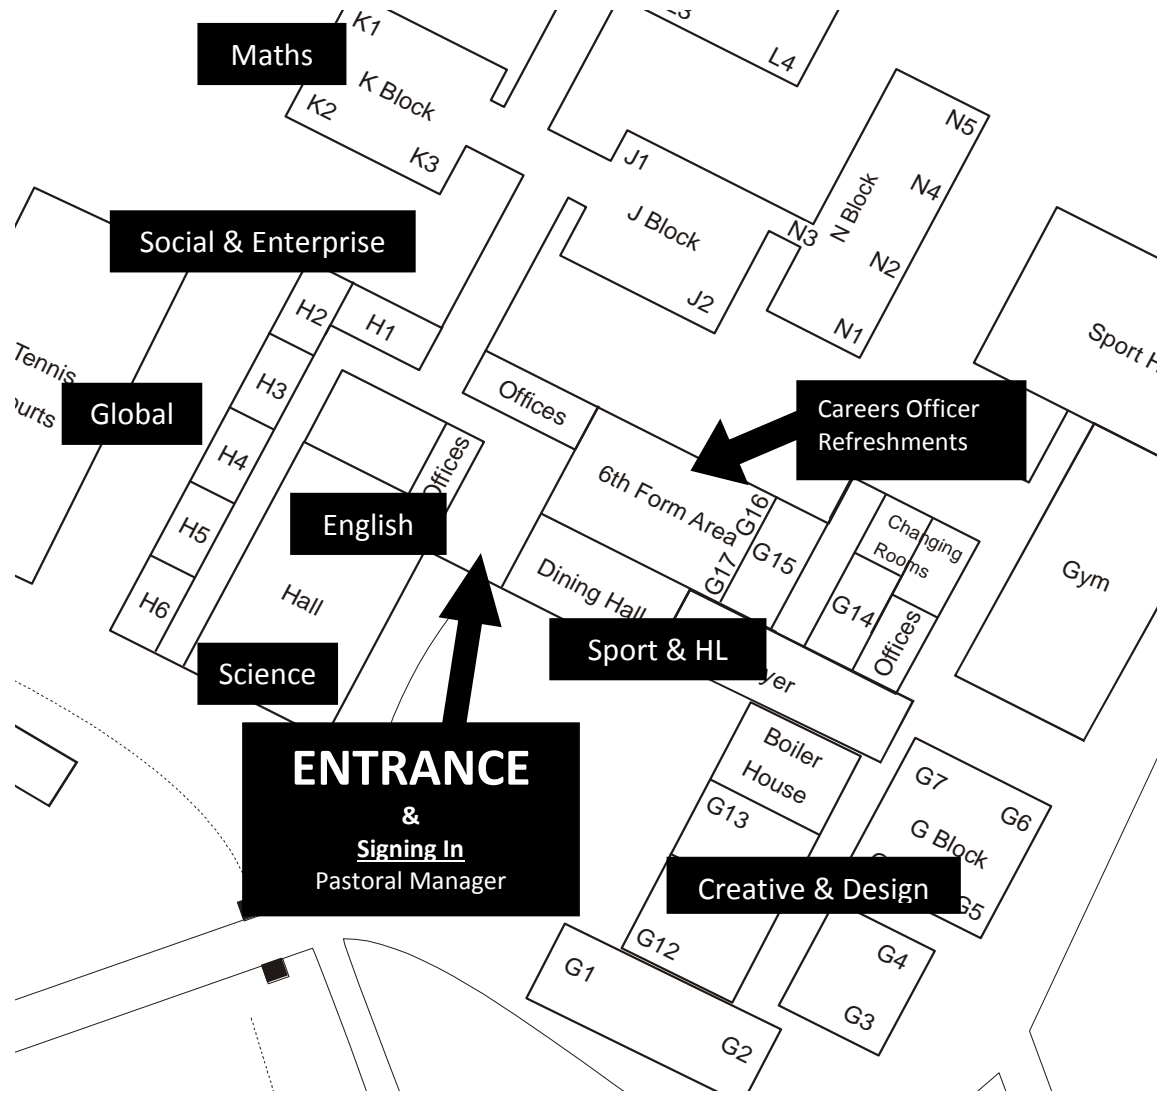 K1
Maths
K Block
K2
K3
L4
N5
J1
N4
J Block
N Block
N3
N2
J2
N1
Social & Enterprise
H2
H1
Sport
Tennis
H3
Global
Offices
Careers Officer
Refreshments
H4
Offices
6th Form Area
G16
English
H5
G17
G15
Changing
Rooms
Gym
Dining Hall
H6
Hall
G14
Offices
Sport & HL
Science
ENTRANCE
&
Signing In
Pastoral Manager
Boiler
House
G7
G6
G13
G Block
Creative & Design
G5
G12
G4
G1
G3
G2